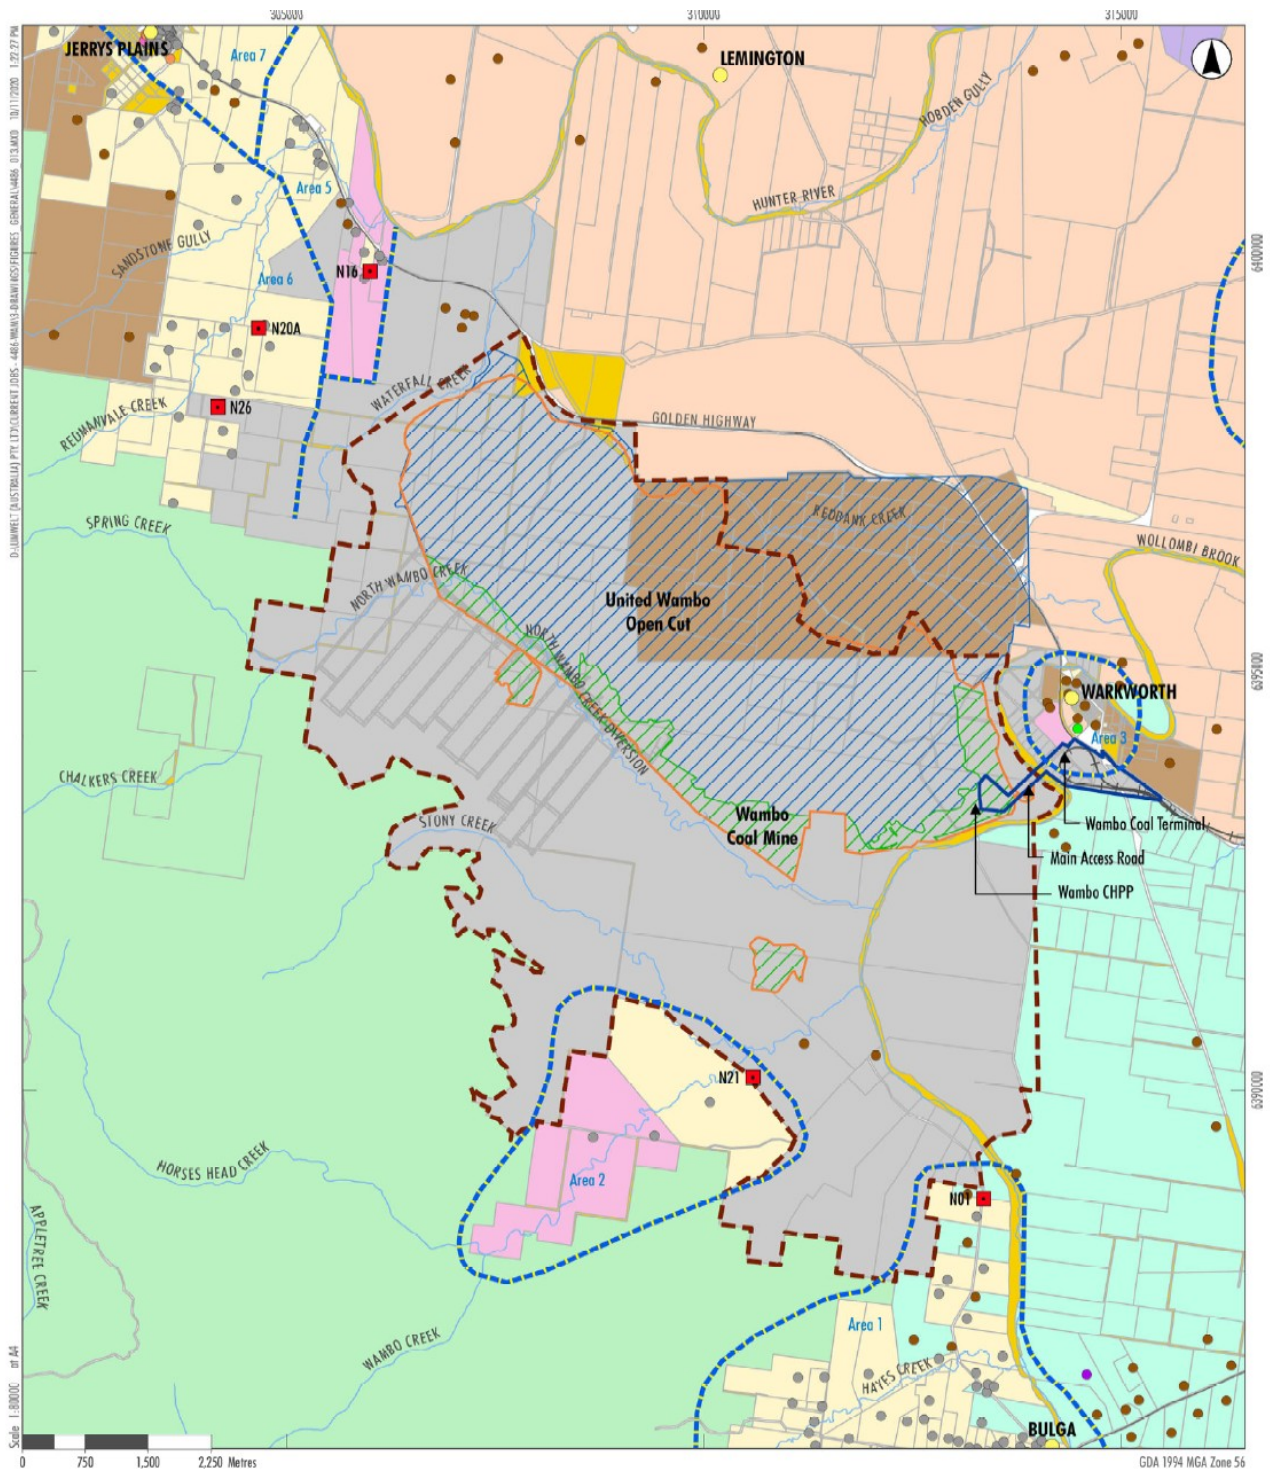 305000
310000
315000
JERRYS PLAINS
Area 7
LEMINGTON
HOBDEN GULLY
HUNTER RIVER
Area 5
SANDSTONE GULLY
Area 6
N16
6400000
N20A
WATERFALL CREEK
REDMANVALE CREEK
N26
GOLDEN HIGHWAY
REDBANK CREEK
SPRING CREEK
WOLLOMBI BROOK
NORTH WAMBO CREEK
United Wambo
Open Cut
NORTH WAMBO CREEK DIVERSION
WARKWORTH
6395000
Area 3
CHALKERS CREEK
STONY CREEK
Wambo
Coal Mine
Wambo Coal Terminal
Main Access Road
Wambo CHPP
N21
6390000
HORSES HEAD CREEK
Area 2
N01
APPLETREE CREEK
WAMBO CREEK
Area 1
HAYES CREEK
BULGA
Scale 1:80000 at A4
0 750 1,500 2,250 Metres
GDA 1994 MGA Zone 56